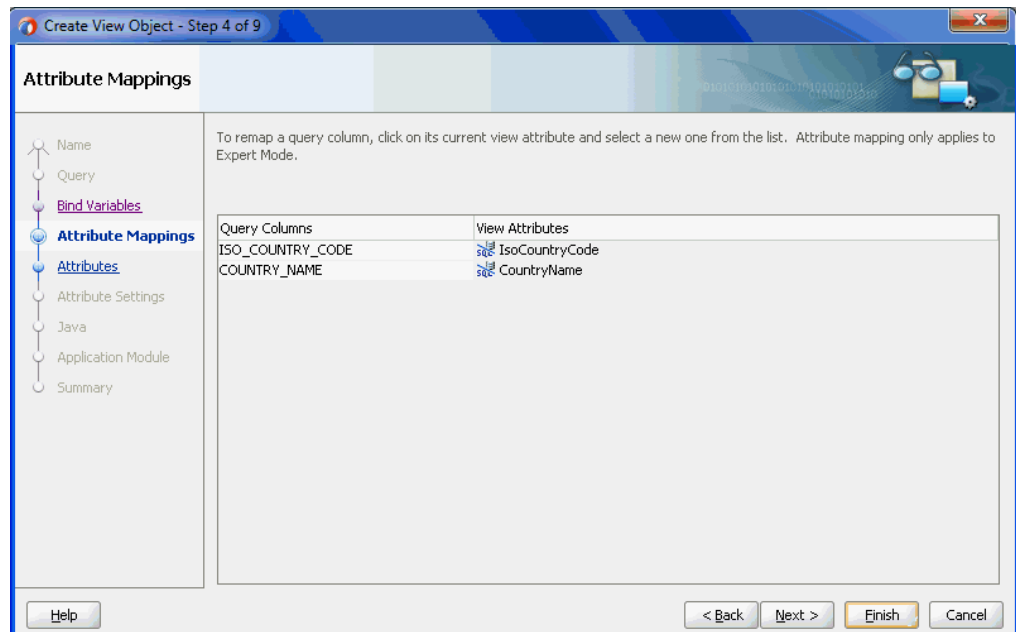 Create View Object - Step 4 of 9
Attribute Mappings
Name
Query
Bind Variables
Attribute Mappings
Attributes
Attribute Settings
Java
Application Module
Summary
To remap a query column, click on its current view attribute and select a new one from the list. Attribute mapping only applies to
Expert Mode.
Query Columns View Attributes
ISO_COUNTRY_CODE IsoCountryCode
COUNTRY_NAME CountryName
Help
< Back Next > Finish Cancel